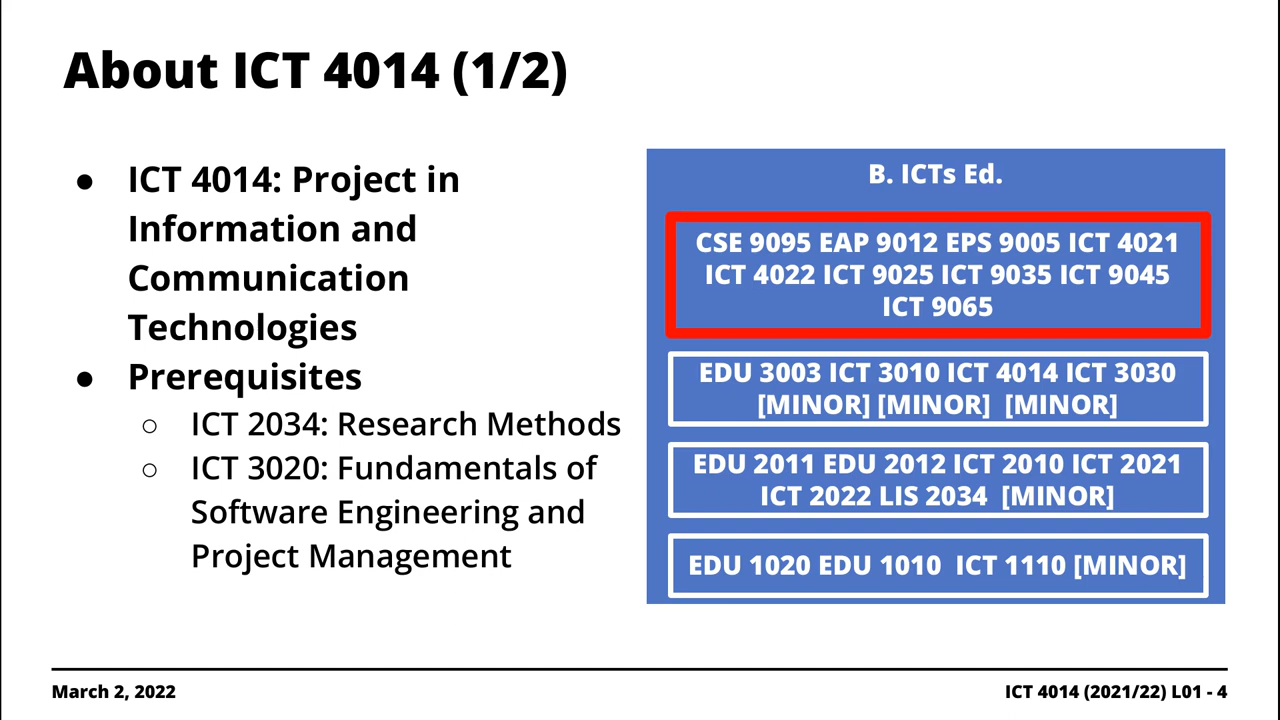 About ICT 4014 (1/2)
● ICT 4014: Project in
Information and
Communication
Technologies
● Prerequisites
○ ICT 2034: Research Methods
○ ICT 3020: Fundamentals of
Software Engineering and
Project Management
B. ICTs Ed.
CSE 9095 EAP 9012 EPS 9005 ICT 4021
ICT 4022 ICT 9025 ICT 9035 ICT 9045
ICT 9065
EDU 3003 ICT 3010 ICT 4014 ICT 3030
[MINOR] [MINOR] [MINOR]
EDU 2011 EDU 2012 ICT 2010 ICT 2021
ICT 2022 LIS 2034 [MINOR]
EDU 1020 EDU 1010 ICT 1110 [MINOR]
March 2, 2022
ICT 4014 (2021/22) L01 - 4